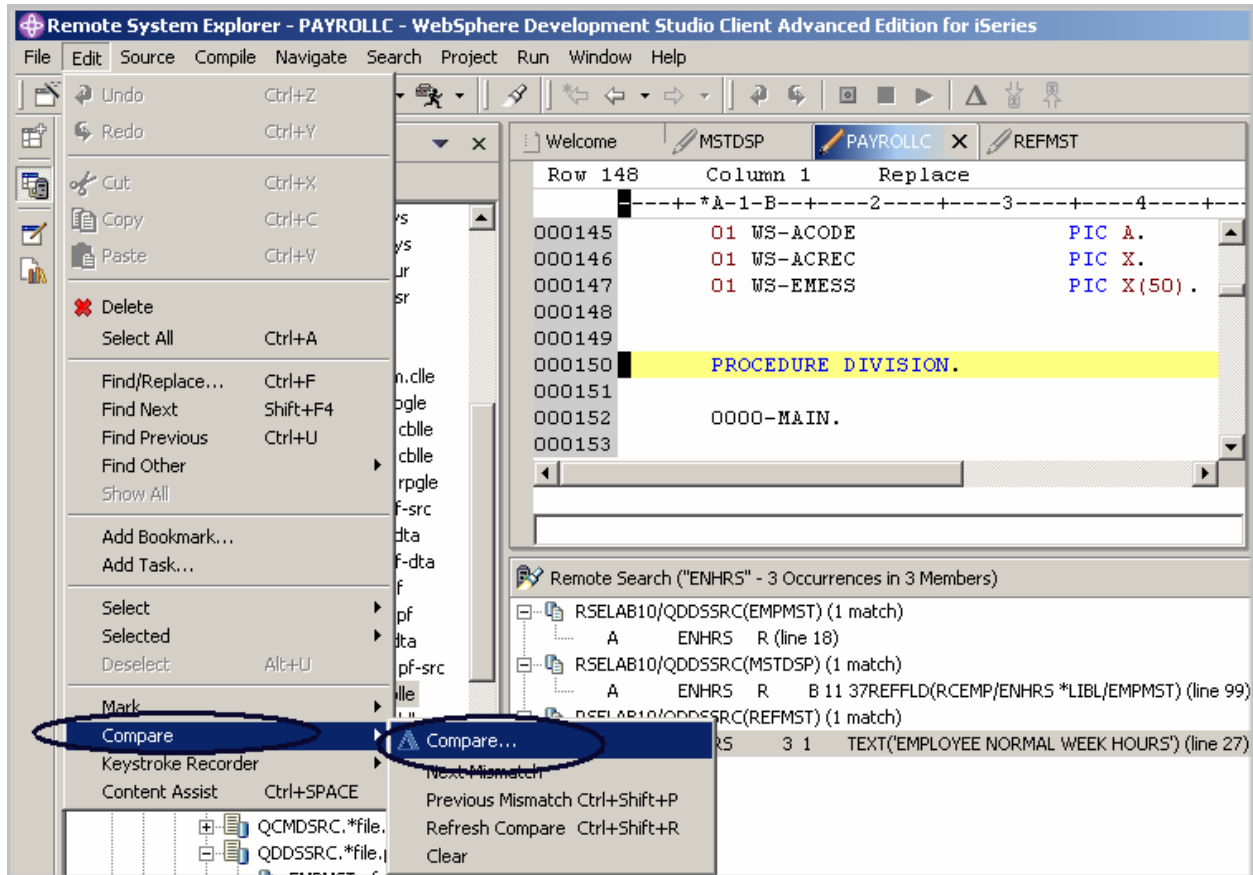 Remote System Explorer - PAYROLLC - WebSphere Development Studio Client Advanced Edition for iSeries
File Edit Source Compile Navigate Search Project Run Window Help
Undo Ctrl+Z
Redo Ctrl+Y
Cut Ctrl+X
Copy Ctrl+C
Paste Ctrl+V
Delete
Select All Ctrl+A
Find/Replace... Ctrl+F
Find Next Shift+F4
Find Previous Ctrl+U
Find Other
Show All
Add Bookmark...
Add Task...
Select
Selected
Deselect Alt+U
Mark
Compare
Keystroke Recorder
Content Assist Ctrl+SPACE
Compare...
Next Mismatch
Previous Mismatch Ctrl+Shift+P
Refresh Compare Ctrl+Shift+R
Clear
QCMDSRC.*file.
QDDSSRC.*file.
ys
ur
sr
m.clle
ogle
cblle
cblle
rpgle
f-src
dta
f-dta
f
pf
dta
pf-src
lle
Welcome MSTDSP PAYROLLC REFMST
Row 148 Column 1 Replace
----+-*A-1-B--+----2----+----3----+----4----+---
000145 01 WS-ACODE PIC A.
000146 01 WS-ACREC PIC X.
000147 01 WS-EMESS PIC X(50).
000148
000149
000150 PROCEDURE DIVISION.
000151
000152 0000-MAIN.
000153
Remote Search ("ENHRS" - 3 Occurrences in 3 Members)
RSELAB10/QDDSSRC(EMPMST) (1 match)
A ENHRS R (line 18)
RSELAB10/QDDSSRC(MSTDSP) (1 match)
A ENHRS R B 11 37REFFLD(RCEMP/ENHRS *LIBL/EMPMST) (line 99)
RSELAB10/QDDSSRC(REFMST) (1 match)
RS 3 1 TEXT('EMPLOYEE NORMAL WEEK HOURS') (line 27)